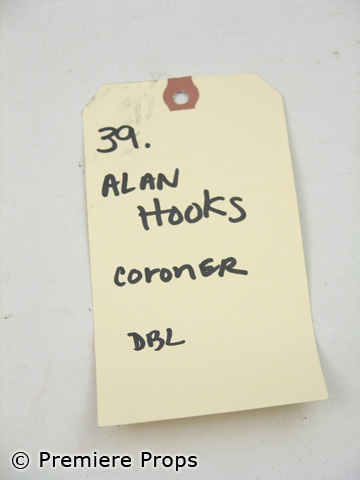 39.
ALAN
HOOKS
CORONER
DBL
© Premiere Props